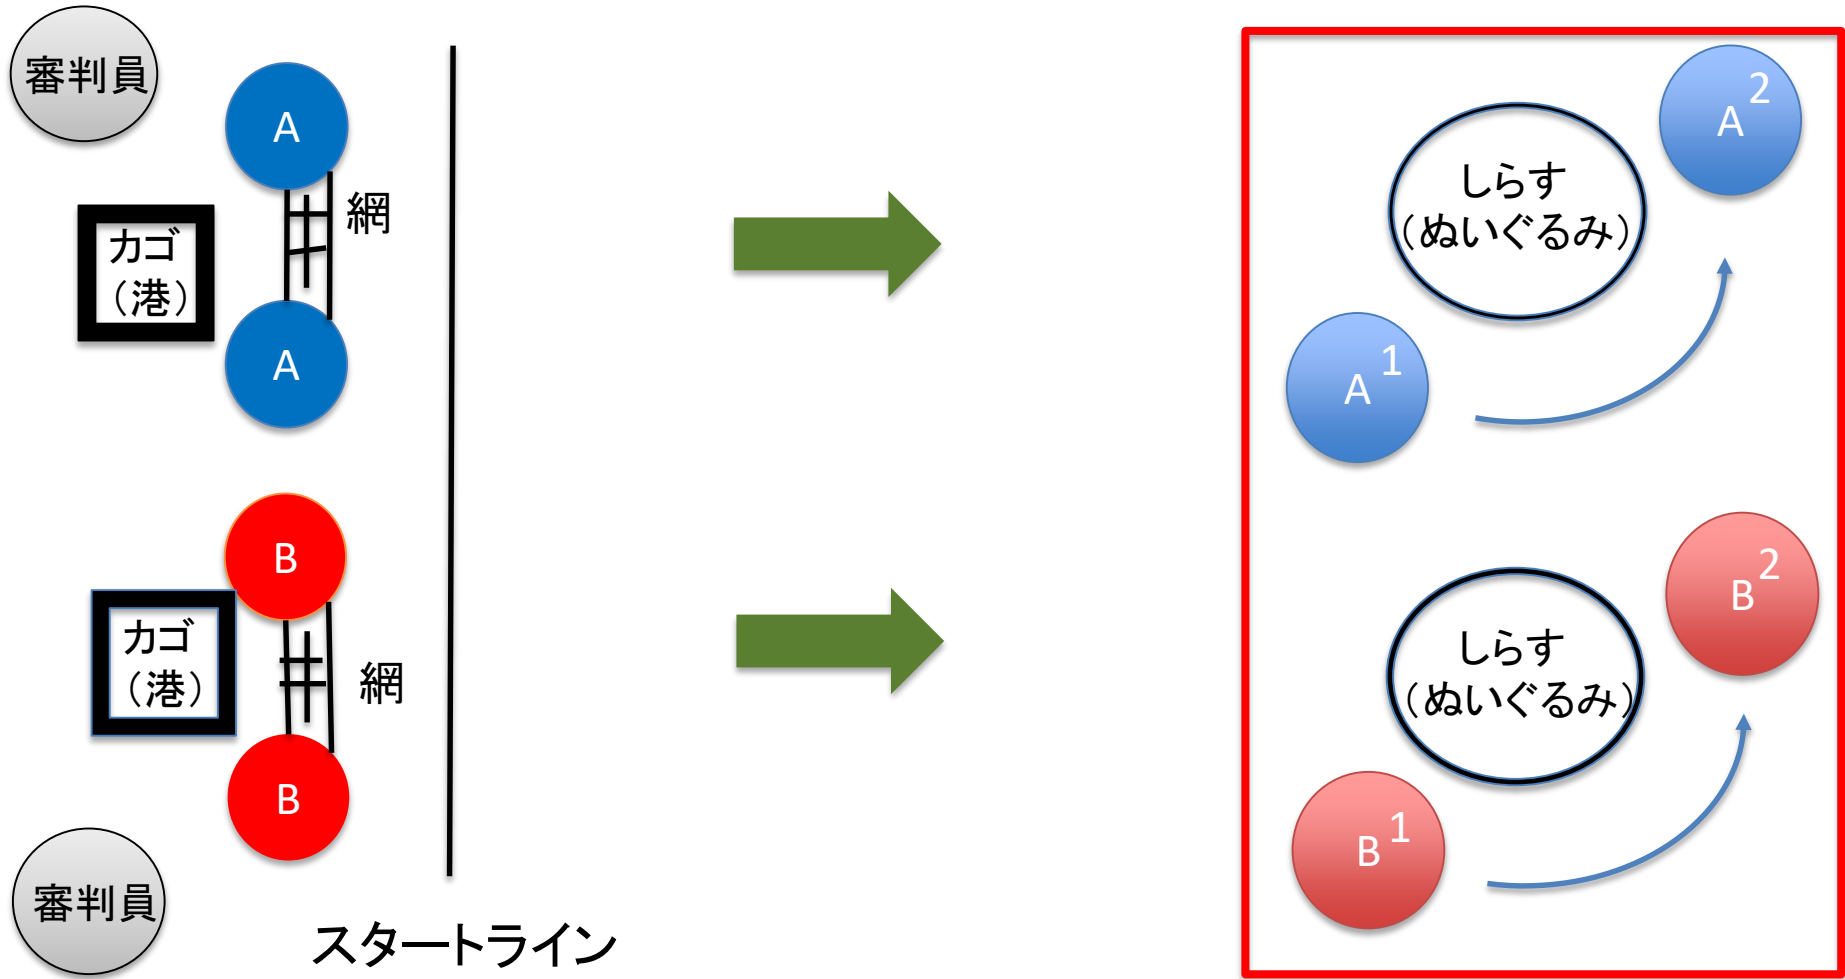 審判員
A
網
カゴ
（港）
A
B
カゴ
（港）
網
B
審判員
スタートライン
しらす
（ぬいぐるみ）
A 2
A 1
しらす
（ぬいぐるみ）
B 2
B 1